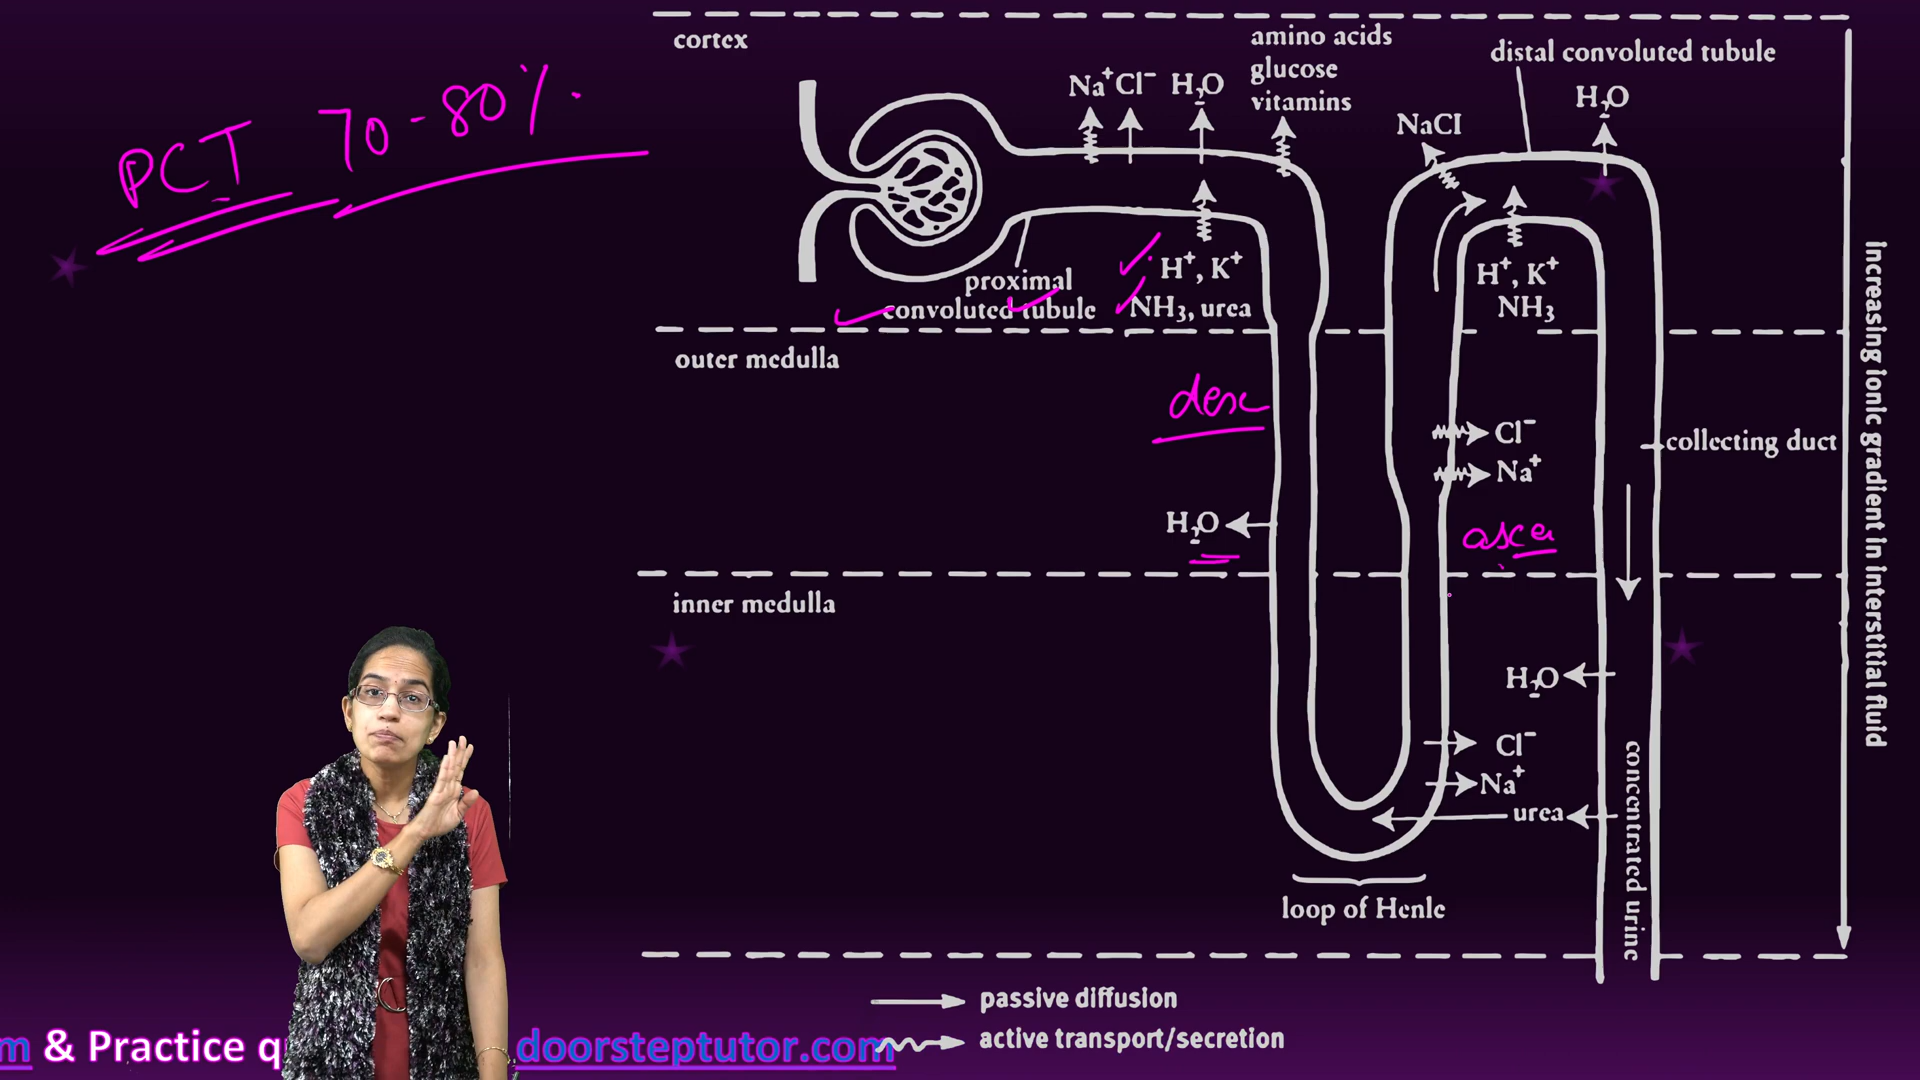 cortex
PCT 70-80%.
Na⁺ Cl⁻ H₂O
amino acids
glucose
vitamins
NaCl
distal convoluted tubule
H₂O
proximal
convoluted tubule
H⁺, K⁺
NH₃, urea
H⁺, K⁺
NH₃
outer medulla
desc
Cl⁻
Na⁺
collecting duct
H₂O
asce
inner medulla
H₂O
Cl⁻
Na⁺
urea
concentrated urine
increasing ionic gradient in interstitial fluid
loop of Henle
passive diffusion
active transport/secretion
m & Practice q doorsteptutor.com